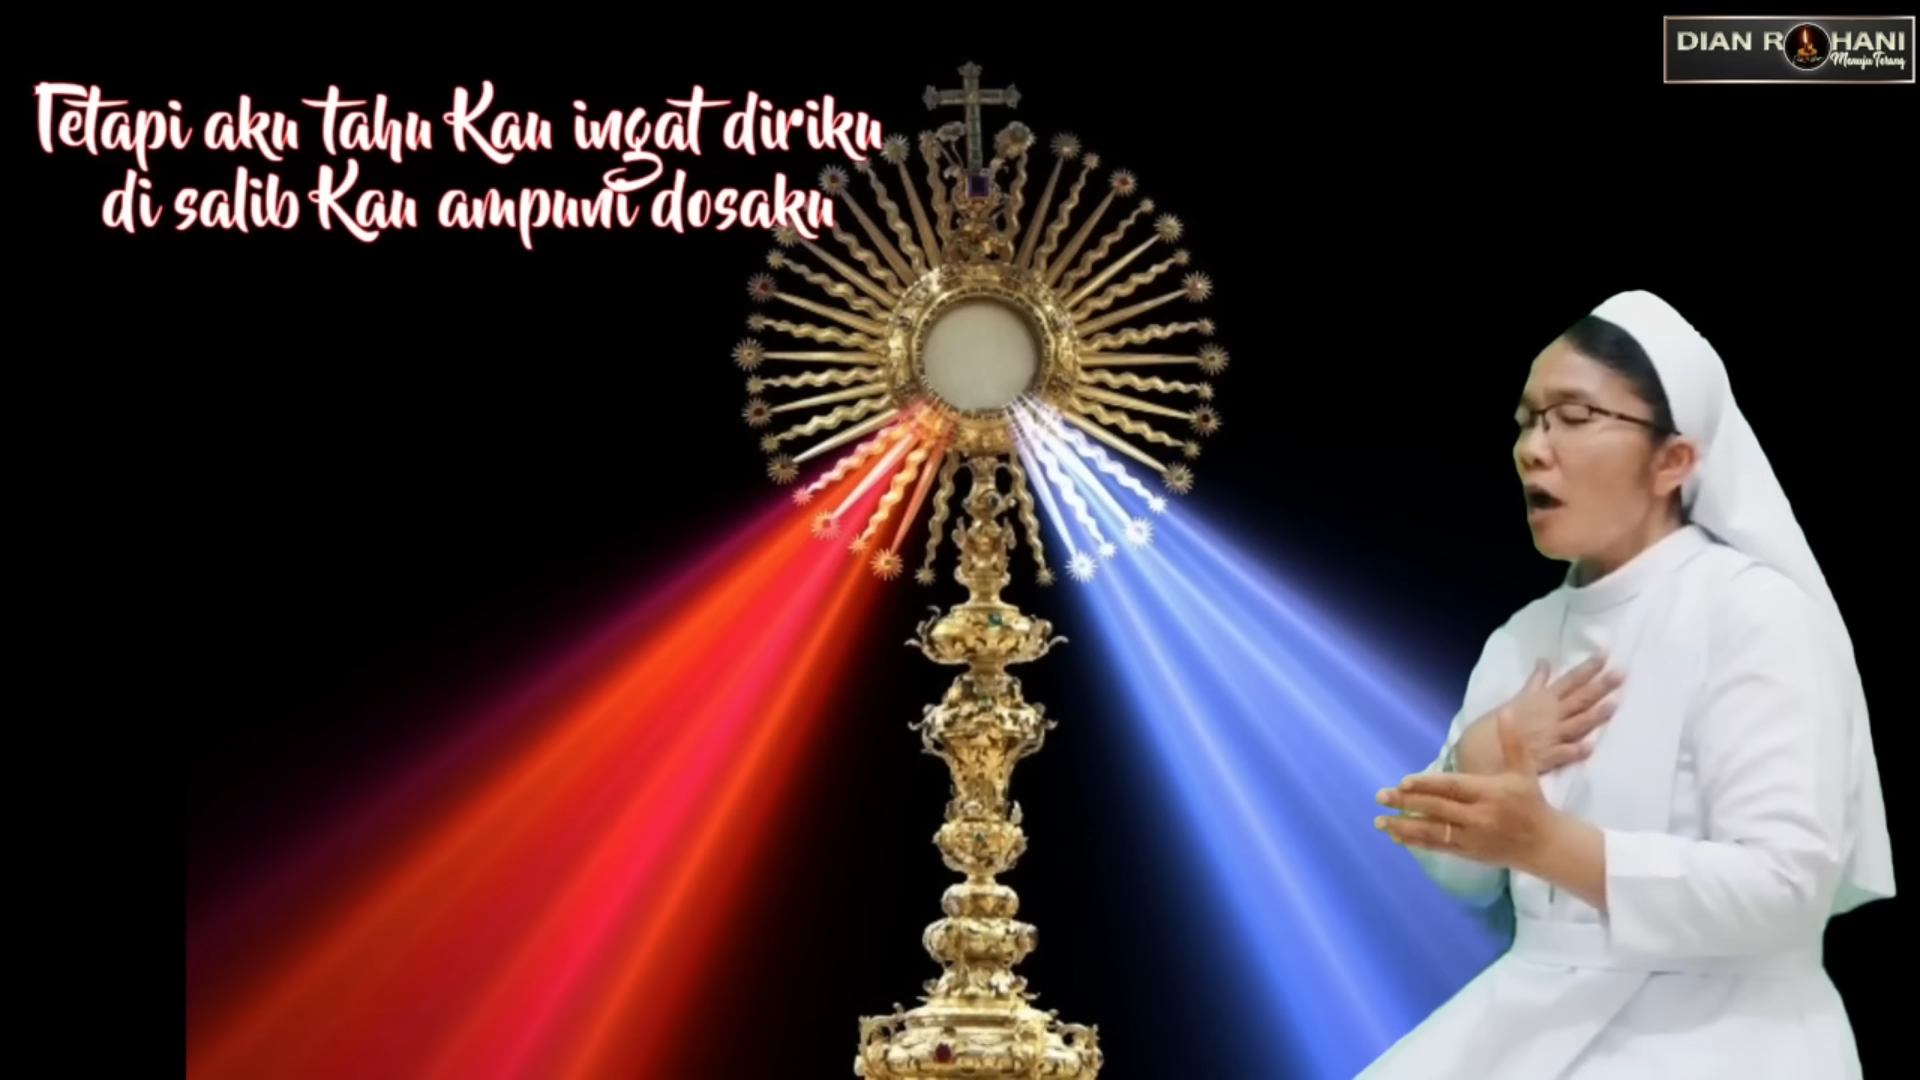 Tetapi aku tahu Kau ingat diriku
di salib Kau ampuni dosaku
DIAN ROHANI
Menuju Terang